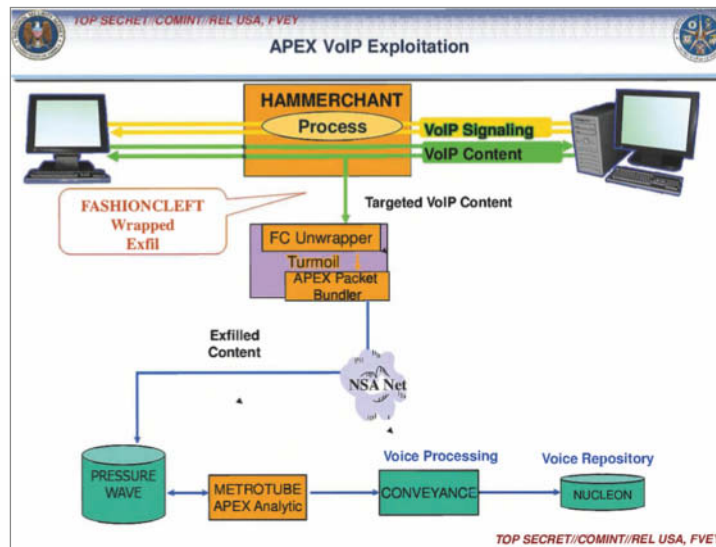 TOP SECRET//COMINT//REL USA, FVEY
APEX VoIP Exploitation
HAMMERCHANT
Process
VoIP Signaling
VoIP Content
FASHIONCLEFT
Wrapped
Exfil
Targeted VoIP Content
FC Unwrapper
Turmoil
APEX Packet
Bundler
Exfilled
Content
NSA Net
Voice Processing
Voice Repository
PRESSURE
WAVE
METROTUBE
APEX Analytic
CONVEYANCE
NUCLEON
TOP SECRET//COMINT//REL USA, FVEY